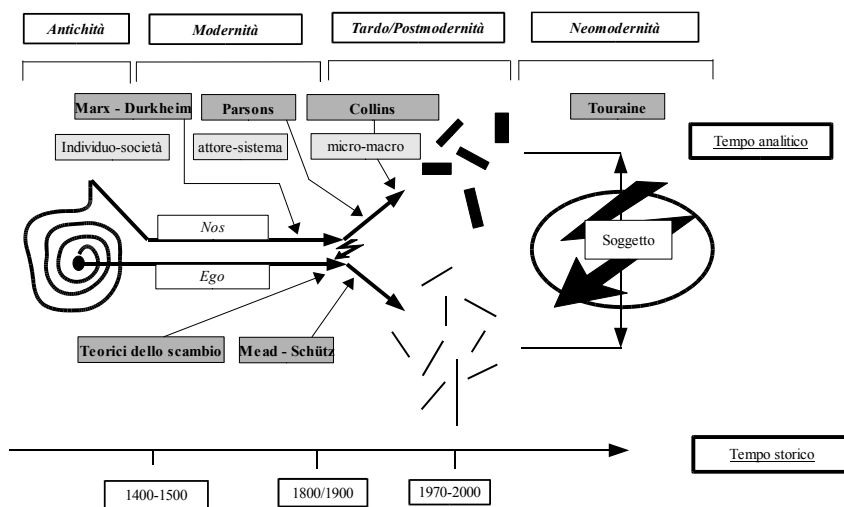 Antichità
Modernità
Tardo/Postmodernità
Neomodernità
Marx - Durkheim
Parsons
Collins
Touraine
Individuo-società
attore-sistema
micro-macro
Tempo analitico
Nos
Soggetto
Ego
Teorici dello scambio
Mead - Schütz
Tempo storico
1400-1500
1800/1900
1970-2000